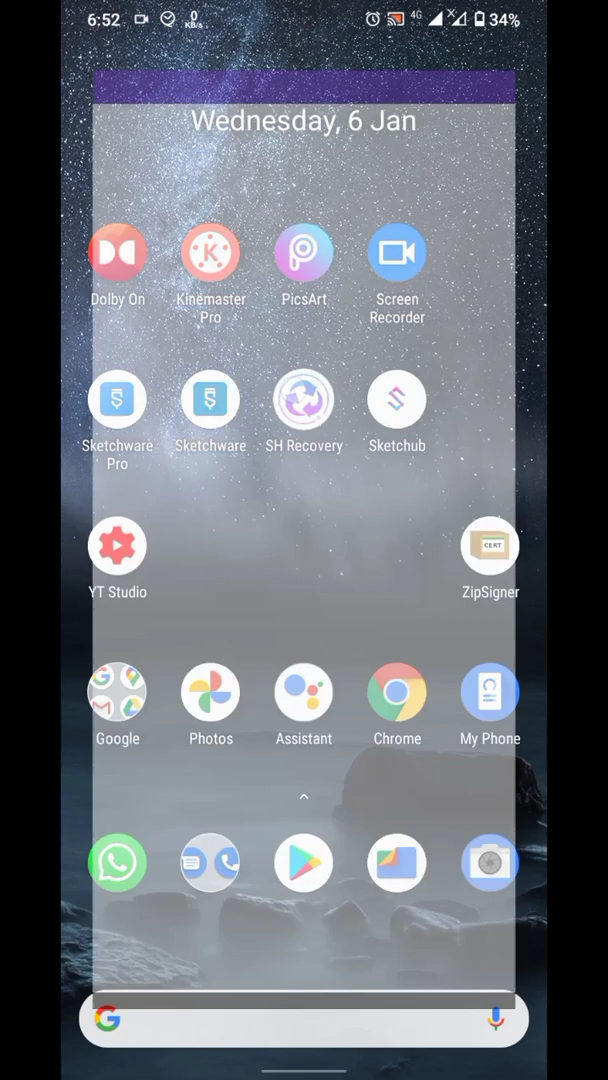 6:52 0 KB/s 4G 34%
Wednesday, 6 Jan
Dolby On Kinemaster Pro PicsArt Screen Recorder
Sketchware Pro Sketchware SH Recovery Sketchub
YT Studio CERT ZipSigner
Google Photos Assistant Chrome My Phone